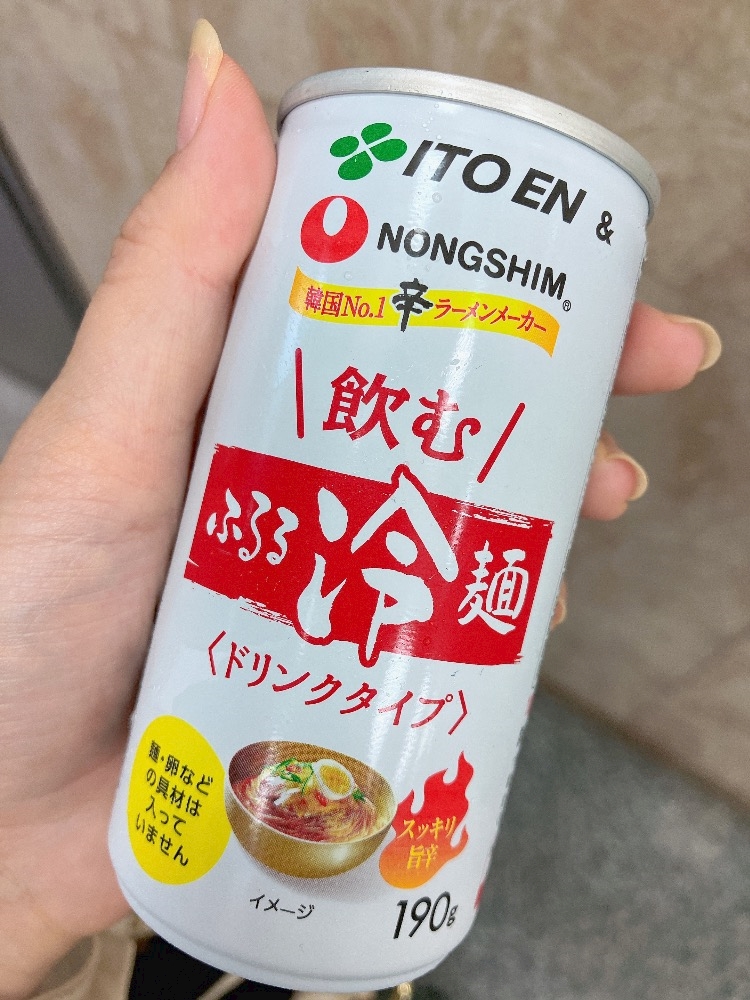 ITO EN &
NONGSHIM®
韓国No.1 辛 ラーメンメーカー
\飲む/
ふるる冷麺
〈ドリンクタイプ〉
麺・卵など
の具材は
入って
いません
スッキリ
旨辛
イメージ
190g